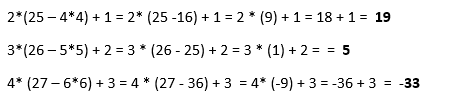 2*(25 – 4*4) + 1 = 2* (25 -16) + 1 = 2 * (9) + 1 = 18 + 1 = 19
3*(26 – 5*5) + 2 = 3 * (26 - 25) + 2 = 3 * (1) + 2 = = 5
4* (27 – 6*6) + 3 = 4 * (27 - 36) + 3 = 4* (-9) + 3 = -36 + 3 = -33